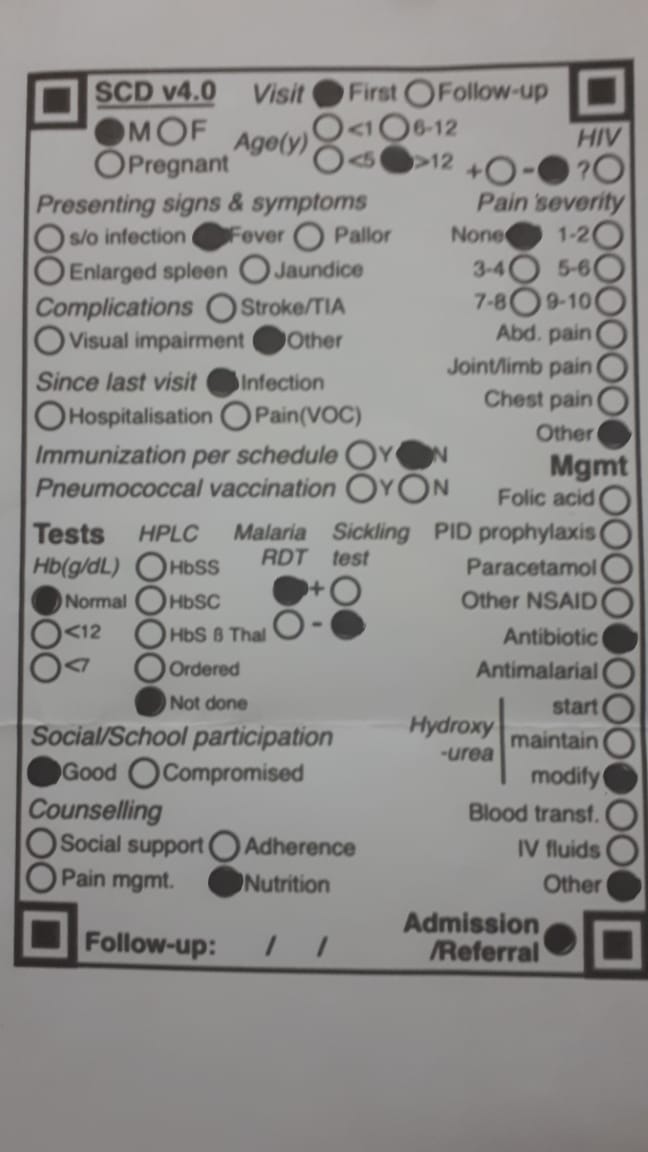 SCD v4.0 Visit First Follow-up
M F Age(y) <1 6-12 HIV
Pregnant <5 >12 + - ?
Presenting signs & symptoms Pain severity
s/o infection Fever Pallor None 1-2
Enlarged spleen Jaundice 3-4 5-6
Complications Stroke/TIA 7-8 9-10
Visual impairment Other Abd. pain
Since last visit Infection Joint/limb pain
Hospitalisation Pain(VOC) Chest pain
Other
Immunization per schedule Y N Mgmt
Pneumococcal vaccination Y N Folic acid
Tests HPLC Malaria RDT Sickling test PID prophylaxis
Hb(g/dL) HbSS Paracetamol
Normal HbSC + Other NSAID
<12 HbS ß Thal - Antibiotic
<7 Ordered Antimalarial
Not done start
Social/School participation Hydroxy-urea maintain
Good Compromised modify
Counselling Blood transf.
Social support Adherence IV fluids
Pain mgmt. Nutrition Other
Follow-up: / / Admission/Referral